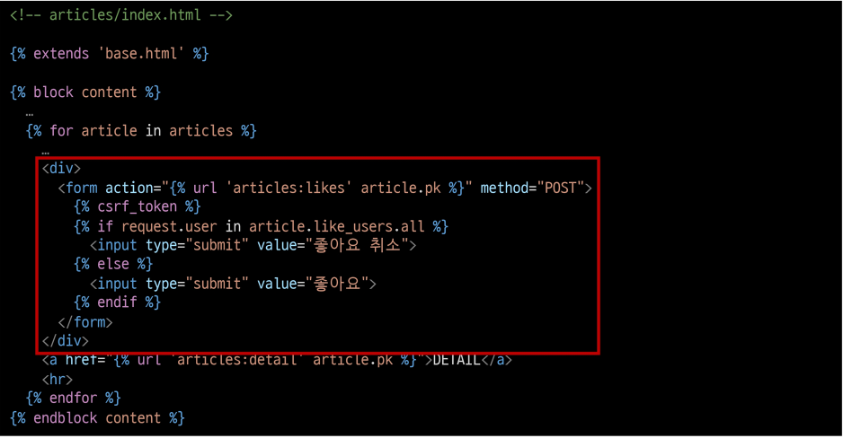 <!-- articles/index.html -->
{% extends 'base.html' %}
{% block content %}
…
{% for article in articles %}
…
<div>
<form action="{% url 'articles:likes' article.pk %}" method="POST">
{% csrf_token %}
{% if request.user in article.like_users.all %}
<input type="submit" value="좋아요 취소">
{% else %}
<input type="submit" value="좋아요">
{% endif %}
</form>
</div>
<a href="{% url 'articles:detail' article.pk %}">DETAIL</a>
<hr>
{% endfor %}
{% endblock content %}